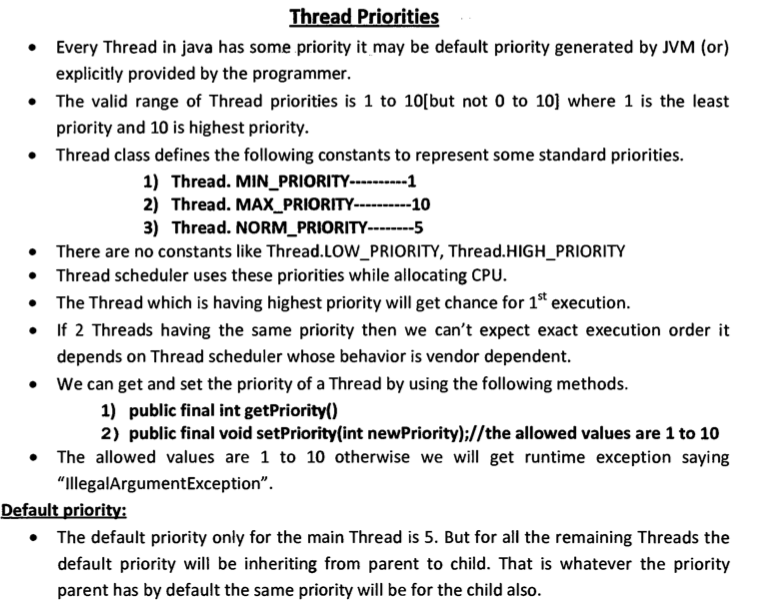 Thread Priorities
• Every Thread in java has some priority it may be default priority generated by JVM (or)
explicitly provided by the programmer.
• The valid range of Thread priorities is 1 to 10[but not 0 to 10] where 1 is the least
priority and 10 is highest priority.
• Thread class defines the following constants to represent some standard priorities.
1) Thread. MIN_PRIORITY----------1
2) Thread. MAX_PRIORITY----------10
3) Thread. NORM_PRIORITY--------5
• There are no constants like Thread.LOW_PRIORITY, Thread.HIGH_PRIORITY
• Thread scheduler uses these priorities while allocating CPU.
• The Thread which is having highest priority will get chance for 1st execution.
• If 2 Threads having the same priority then we can't expect exact execution order it
depends on Thread scheduler whose behavior is vendor dependent.
• We can get and set the priority of a Thread by using the following methods.
1) public final int getPriority()
2) public final void setPriority(int newPriority);//the allowed values are 1 to 10
• The allowed values are 1 to 10 otherwise we will get runtime exception saying
"IllegalArgumentException".
Default priority:
• The default priority only for the main Thread is 5. But for all the remaining Threads the
default priority will be inheriting from parent to child. That is whatever the priority
parent has by default the same priority will be for the child also.